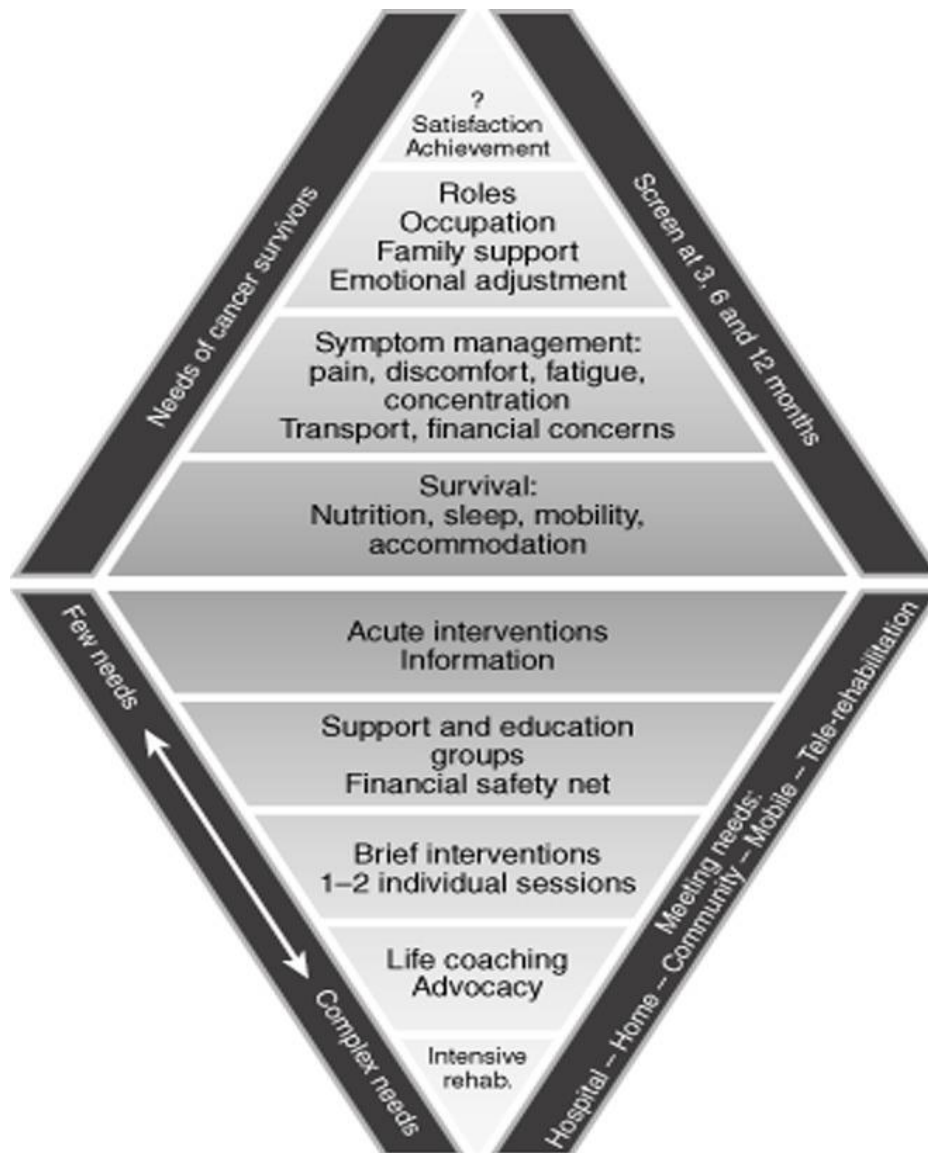 ?
Satisfaction
Achievement
Roles
Occupation
Family support
Emotional adjustment
Symptom management:
pain, discomfort, fatigue,
concentration
Transport, financial concerns
Survival:
Nutrition, sleep, mobility,
accommodation
Needs of cancer survivors
Screen at 3, 6 and 12 months
Acute interventions
Information
Support and education
groups
Financial safety net
Brief interventions
1–2 individual sessions
Life coaching
Advocacy
Intensive
rehab.
Few needs
Complex needs
Meeting needs:
Hospital – Home – Community – Mobile – Tele-rehabilitation